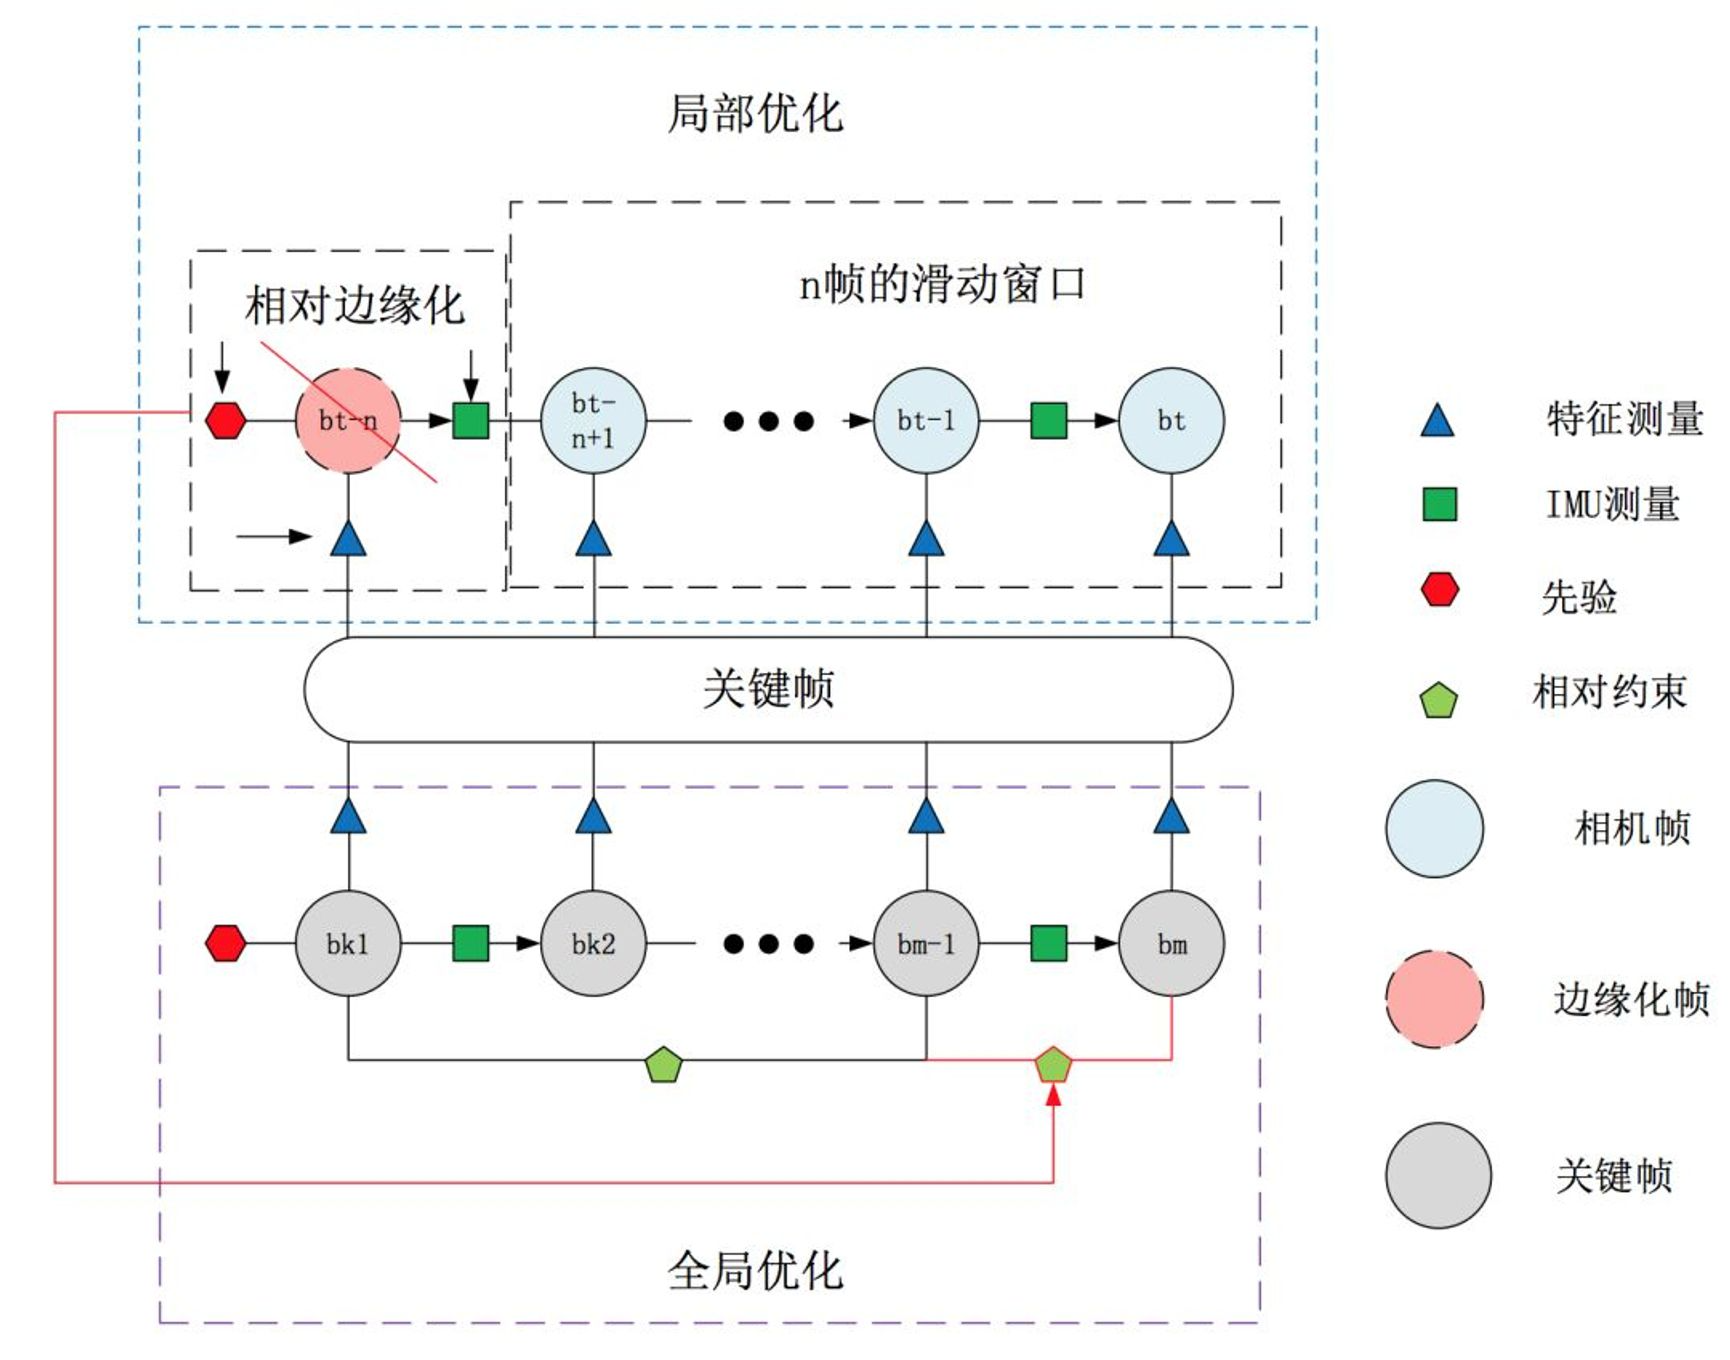 局部优化
n帧的滑动窗口
相对边缘化
bt-n
bt-
n+1
bt-1
bt
关键帧
bk1
bk2
bm-1
bm
全局优化
特征测量
IMU测量
先验
相对约束
相机帧
边缘化帧
关键帧